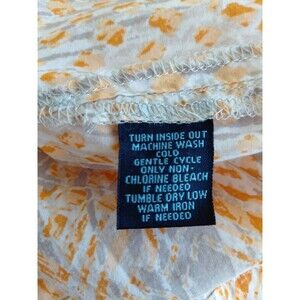 TURN INSIDE OUT
MACHINE WASH
COLD
GENTLE CYCLE
ONLY NON-
CHLORINE BLEACH
IF NEEDED
TUMBLE DRY LOW
WARM IRON
IF NEEDED